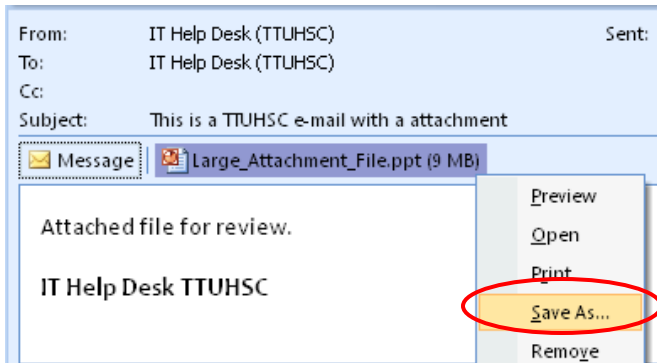 From: IT Help Desk (TTUHSC) Sent:
To: IT Help Desk (TTUHSC)
Cc:
Subject: This is a TTUHSC e-mail with a attachment
Message Large_Attachment_File.ppt (9 MB)
Preview
Attached file for review.
Open
Print
IT Help Desk TTUHSC
Save As...
Remove